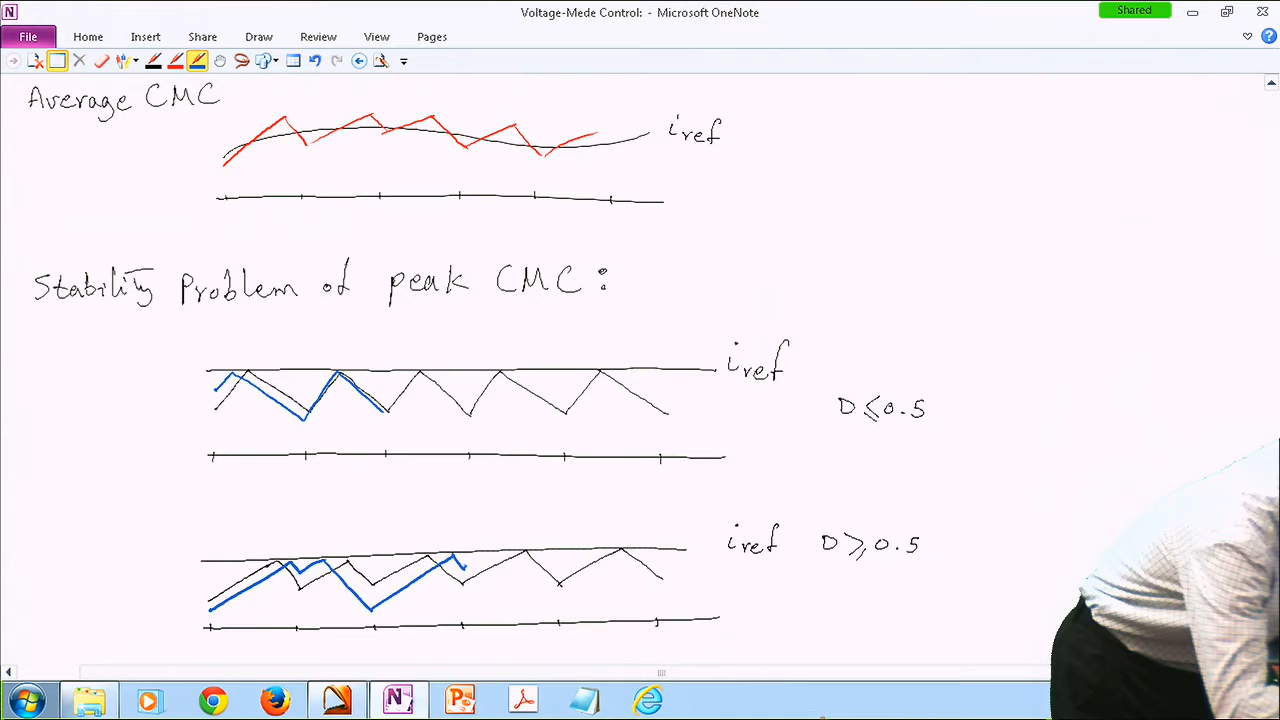 Voltage-Mede Control: - Microsoft OneNote
Shared
File Home Insert Share Draw Review View Pages
Average CMC
iref
Stability Problem of peak CMC:
iref
D ≤ 0.5
iref D ≥ 0.5